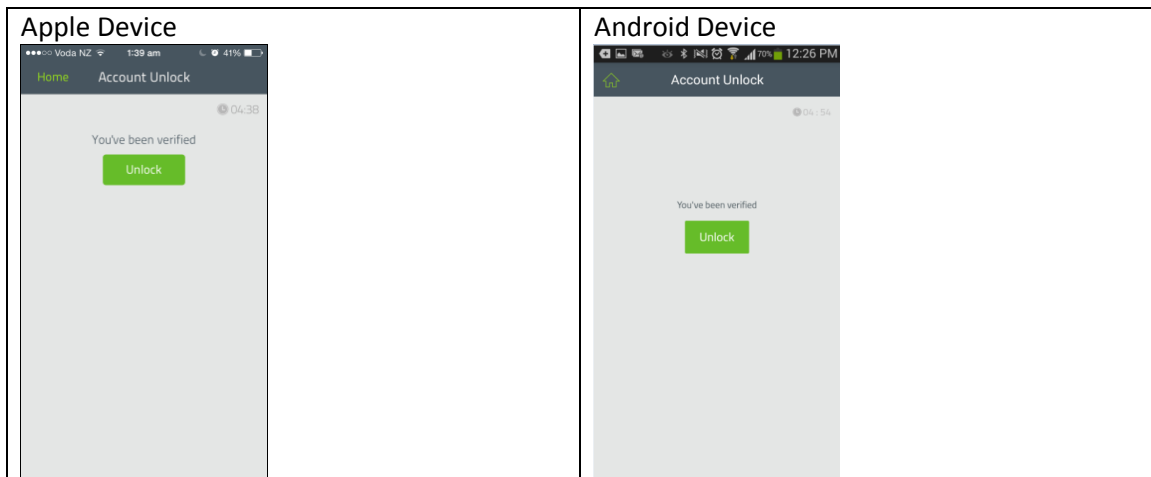 Apple Device
Voda NZ 1:39 am 41%
Home Account Unlock
04:38
You've been verified
Unlock
Android Device
70% 12:26 PM
Account Unlock
04:54
You've been verified
Unlock